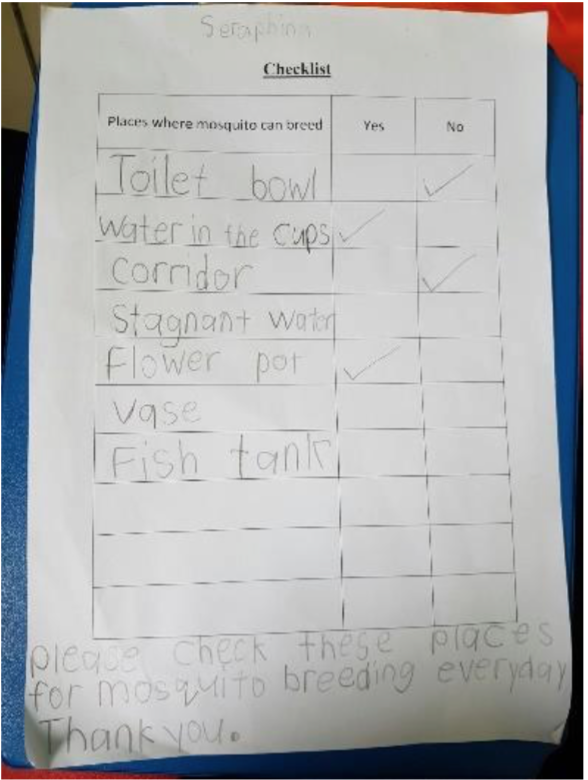 Seraphina
Checklist
Places where mosquito can breed Yes No
Toilet bowl ✓
Water in the cups ✓
Corridor ✓
Stagnant water
Flower pot ✓
Vase
Fish tank
please check these places
for mosquito breeding everyday
Thank you.